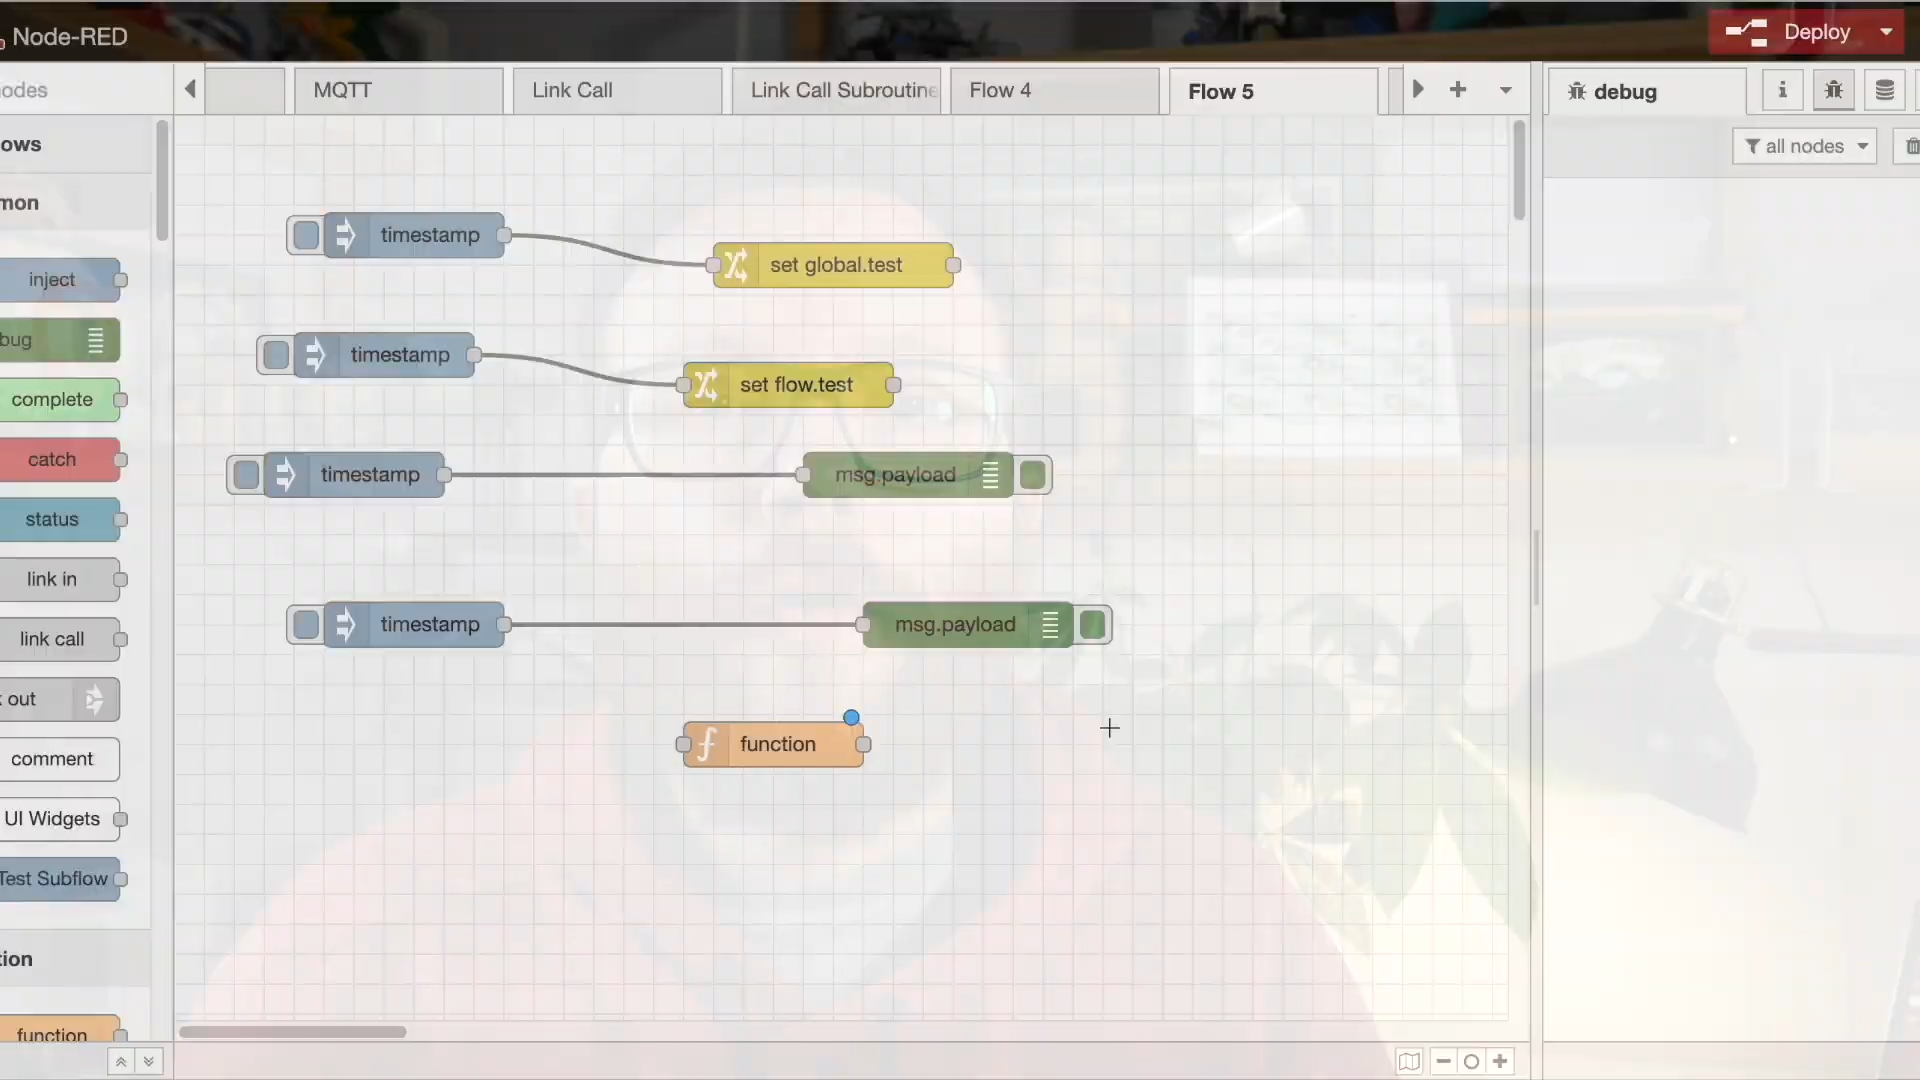 Node-RED
Deploy
odes
MQTT
Link Call
Link Call Subroutine
Flow 4
Flow 5
debug
all nodes
ows
mon
inject
bug
complete
catch
status
link in
link call
k out
comment
UI Widgets
Test Subflow
tion
function
timestamp
set global.test
timestamp
set flow.test
timestamp
msg.payload
timestamp
msg.payload
function